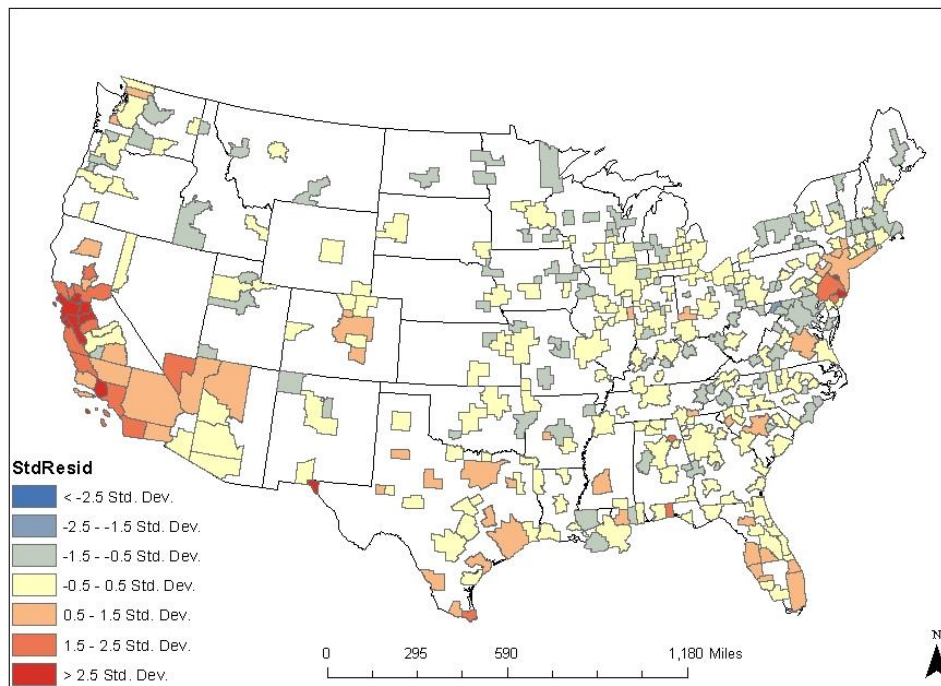 StdResid
< -2.5 Std. Dev.
-2.5 - -1.5 Std. Dev.
-1.5 - -0.5 Std. Dev.
-0.5 - 0.5 Std. Dev.
0.5 - 1.5 Std. Dev.
1.5 - 2.5 Std. Dev.
> 2.5 Std. Dev.
0 295 590 1,180 Miles
N